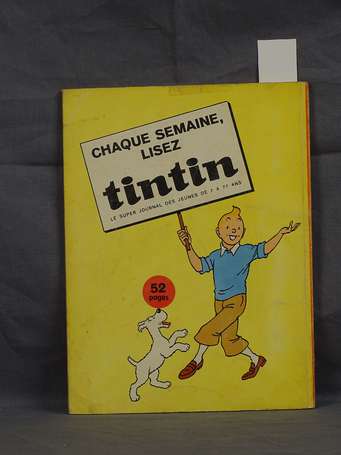 CHAQUE SEMAINE,
LISEZ
tintin
LE SUPER JOURNAL DES JEUNES DE 7 A 77 ANS
52
pages